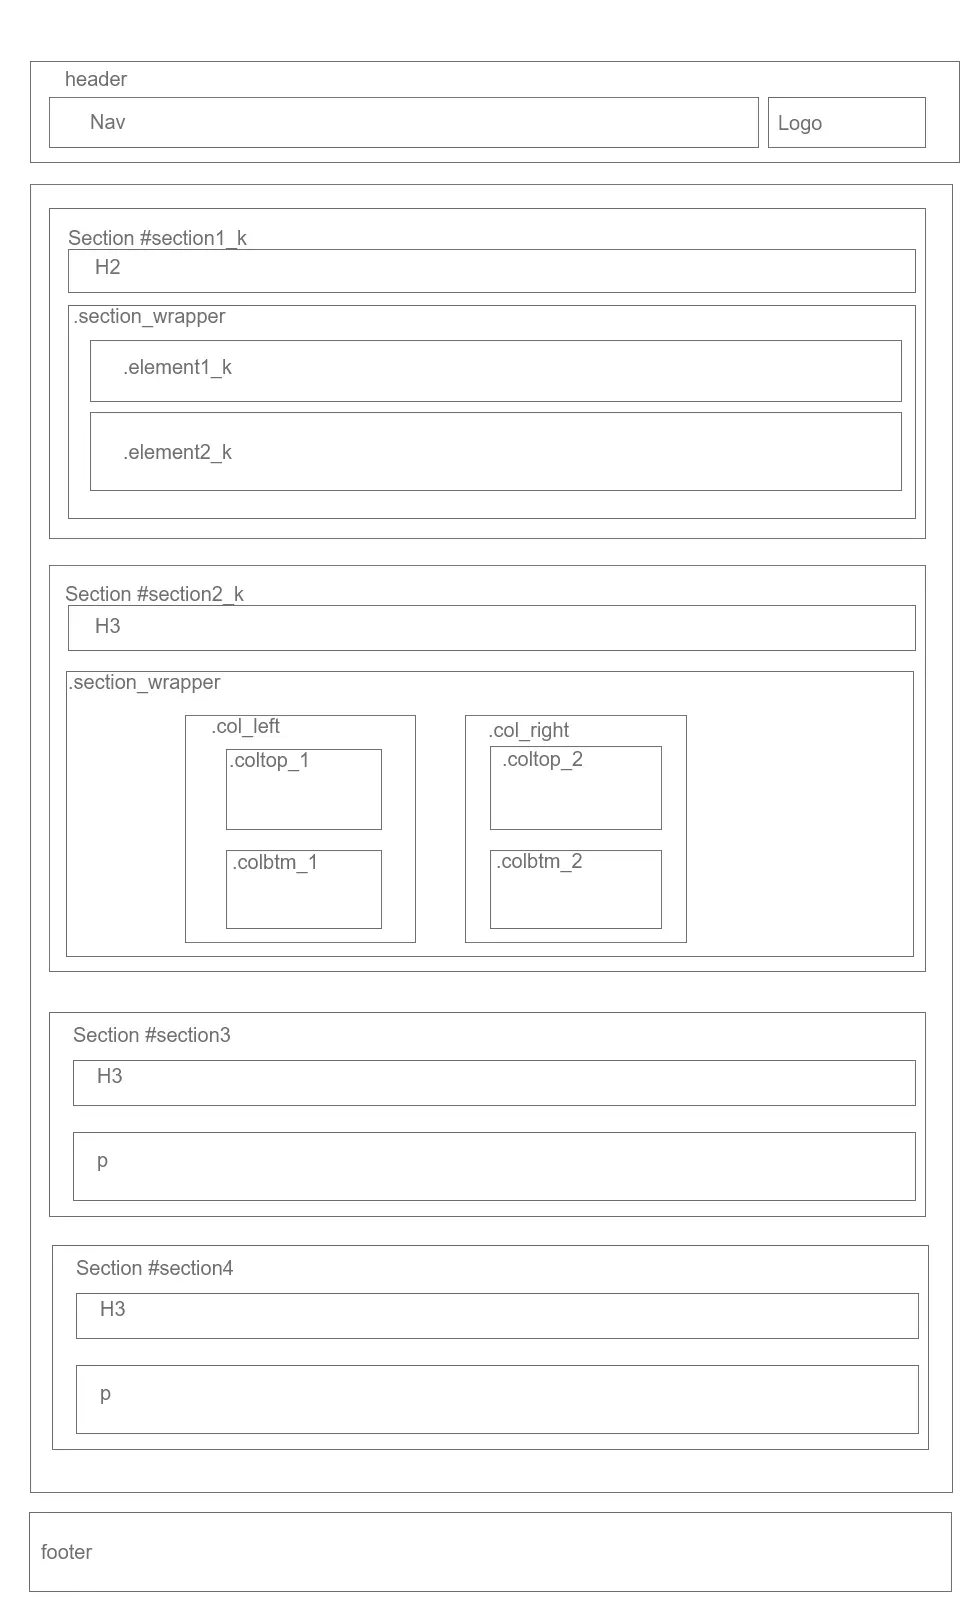 header
Nav
Logo
Section #section1_k
H2
.section_wrapper
.element1_k
.element2_k
Section #section2_k
H3
.section_wrapper
.col_left
.coltop_1
.colbtm_1
.col_right
.coltop_2
.colbtm_2
Section #section3
H3
p
Section #section4
H3
p
footer